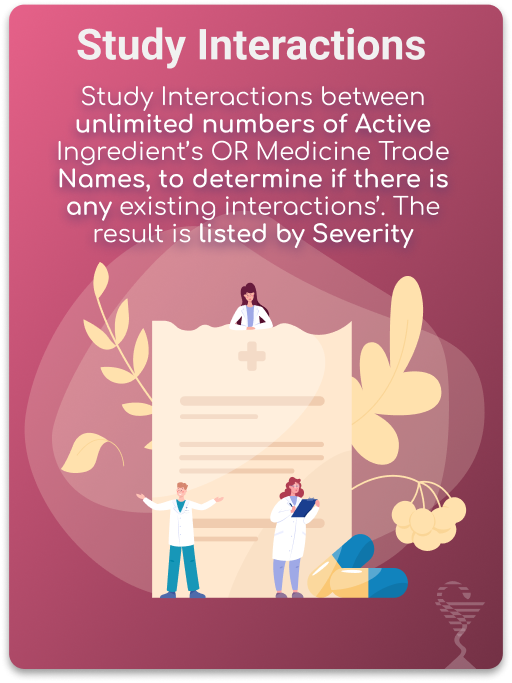 Study Interactions
Study Interactions between
unlimited numbers of Active
Ingredient's OR Medicine Trade
Names, to determine if there is
any existing interactions'. The
result is listed by Severity